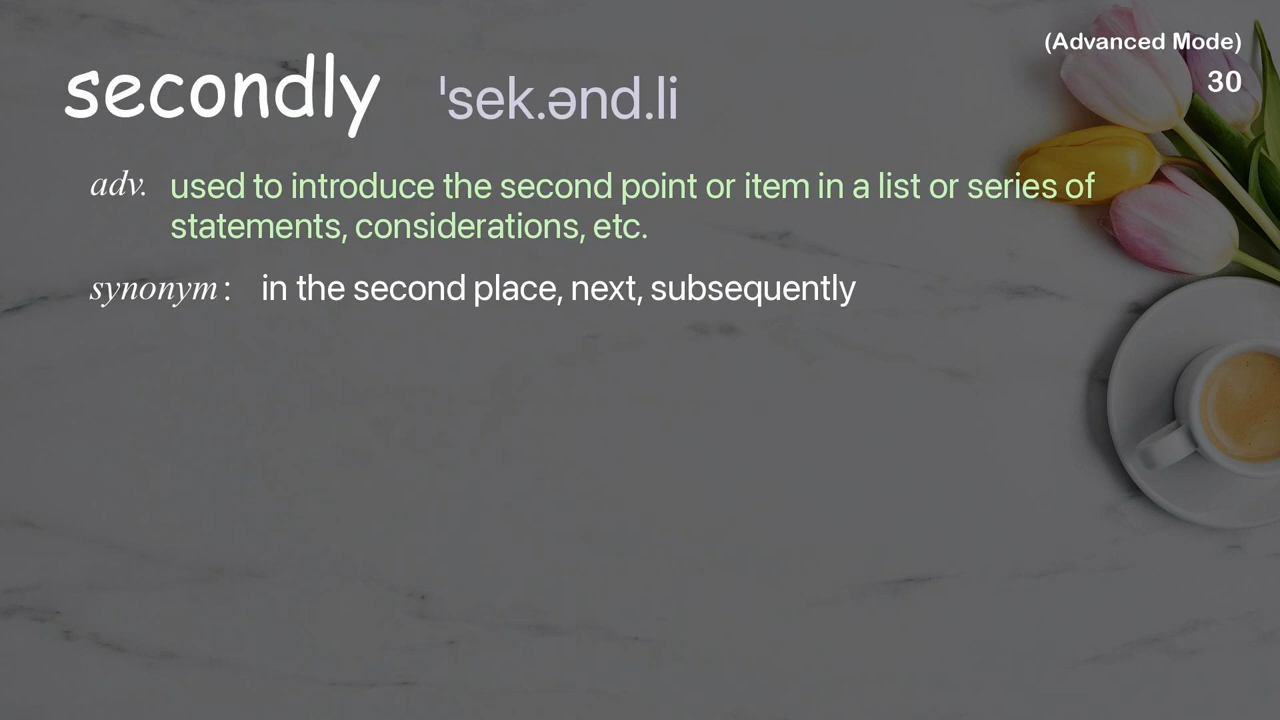 (Advanced Mode)
30
secondly ˈsek.ənd.li
adv. used to introduce the second point or item in a list or series of
statements, considerations, etc.
synonym : in the second place, next, subsequently